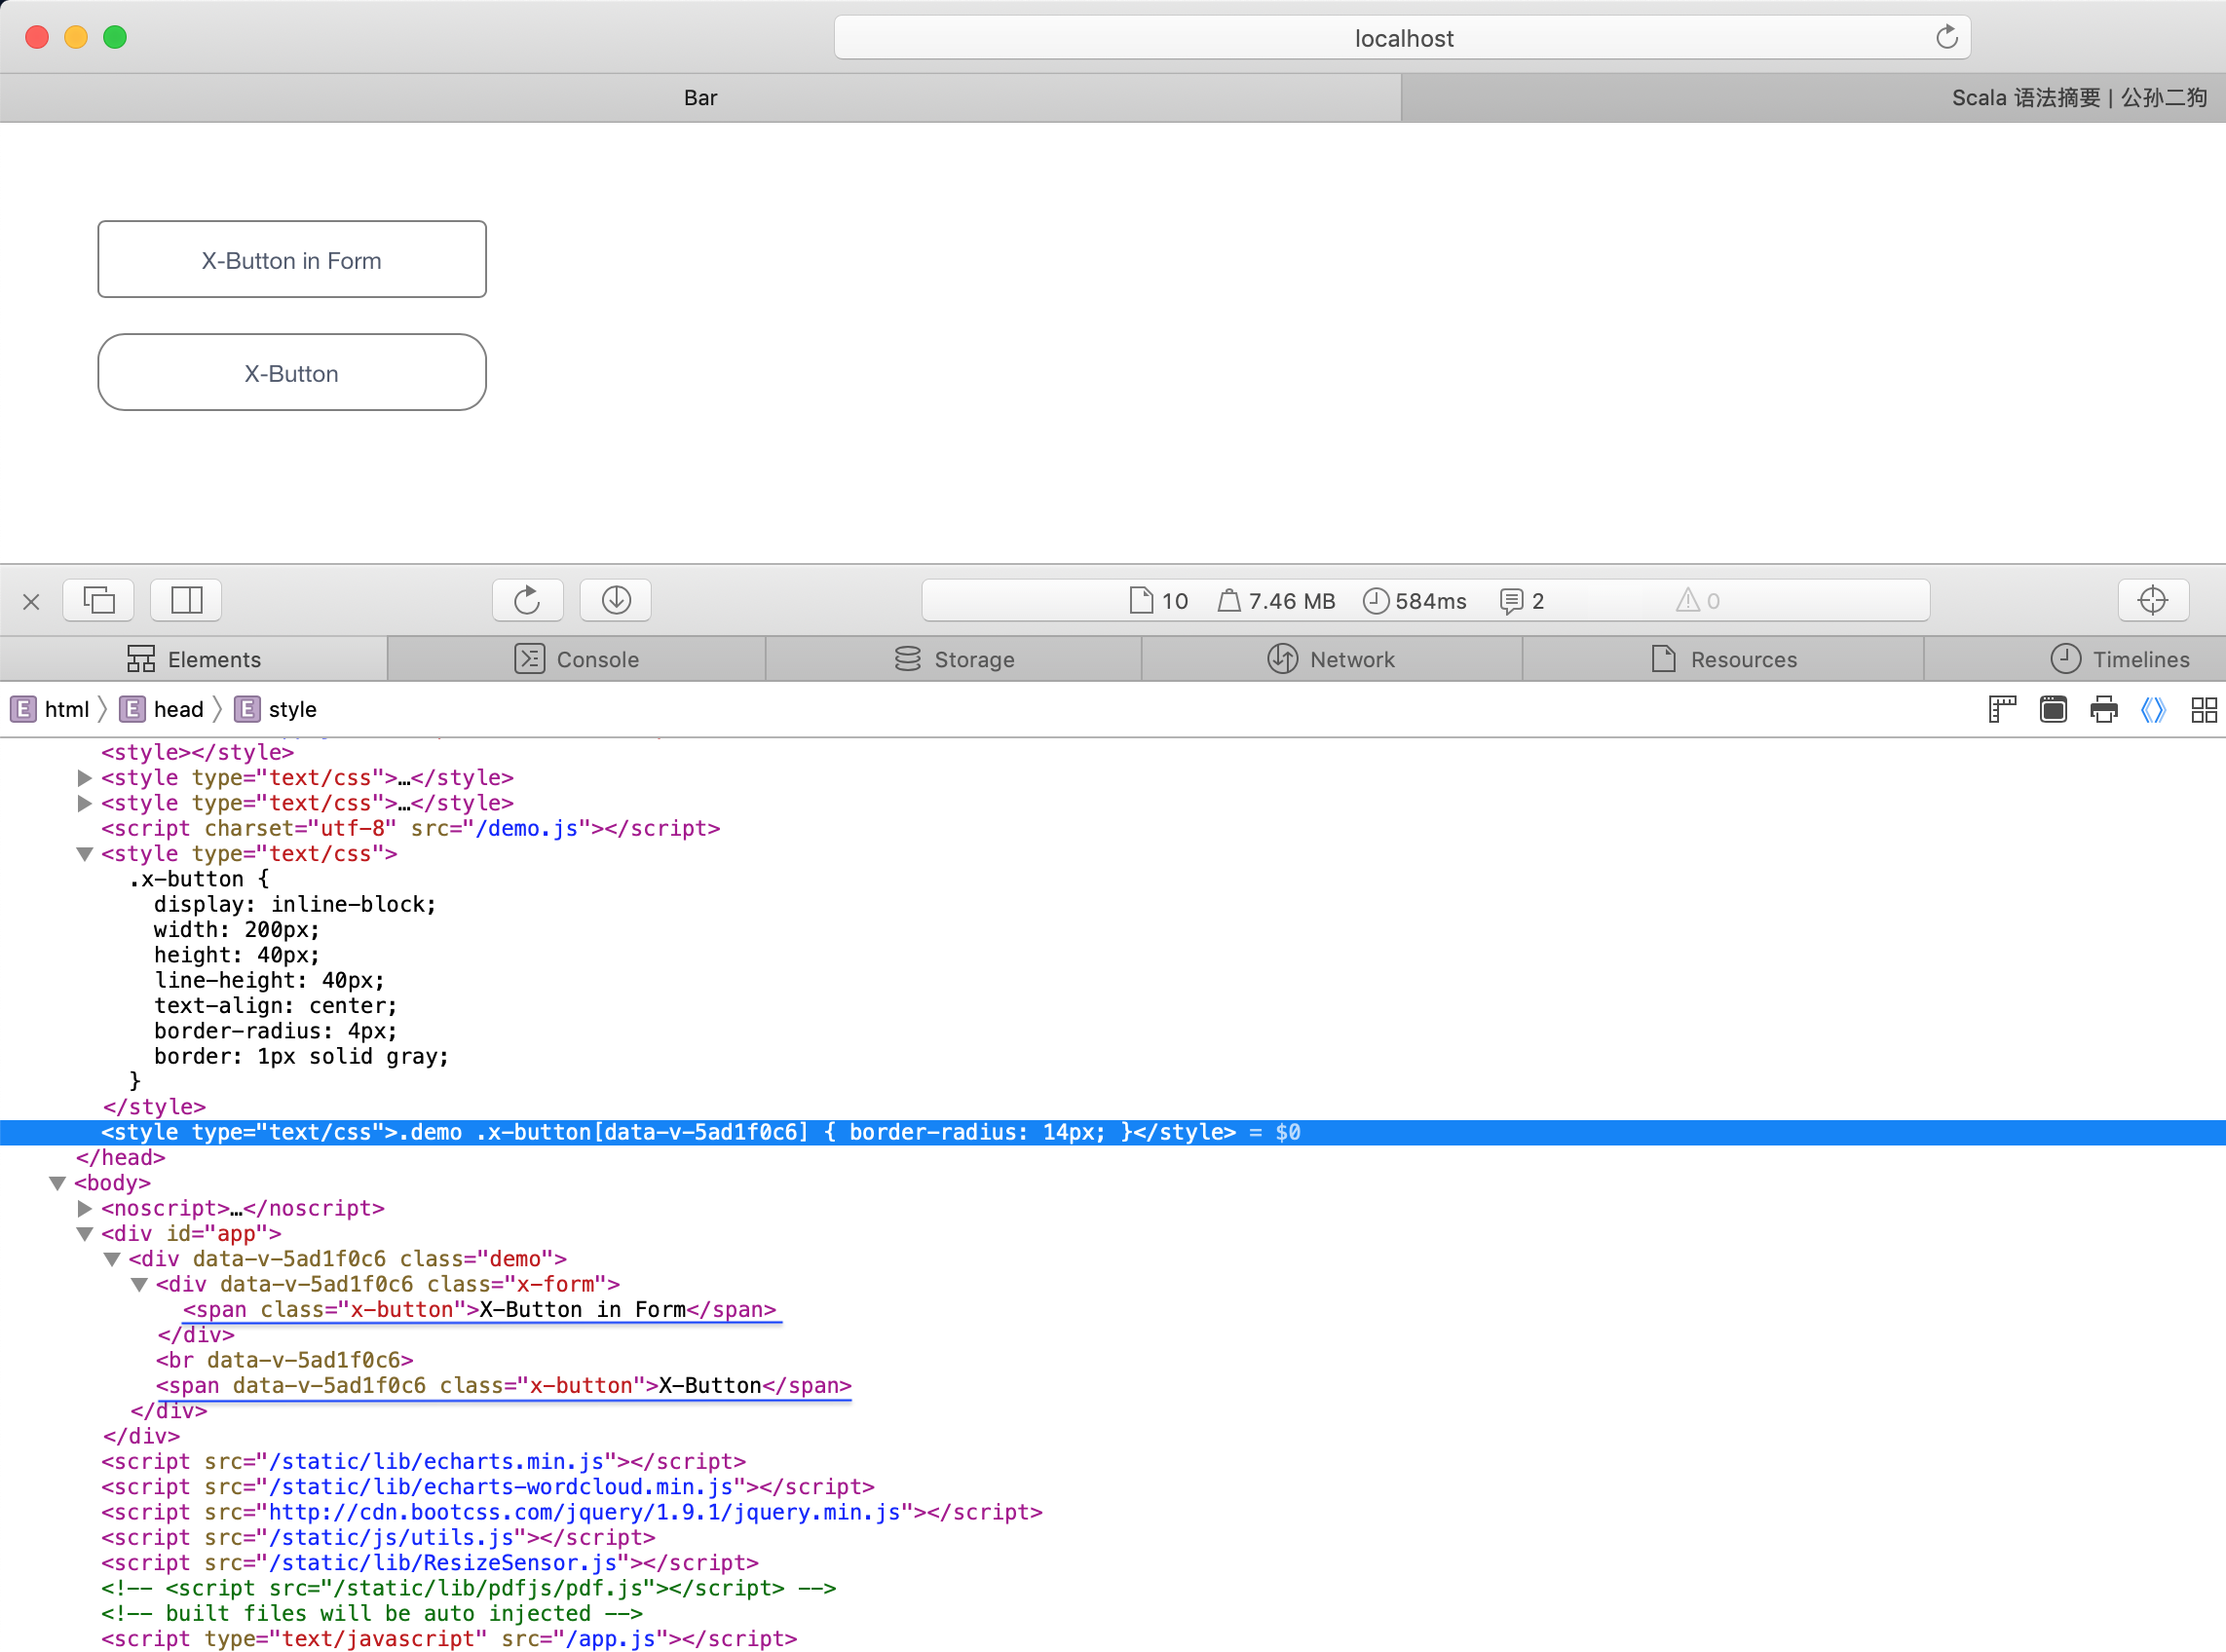 localhost
Bar
Scala 语法摘要 | 公孙二狗
X-Button in Form
X-Button
10 7.46 MB 584ms 2 0
Elements Console Storage Network Resources Timelines
E html E head E style
<style></style>
<style type="text/css">…</style>
<style type="text/css">…</style>
<script charset="utf-8" src="/demo.js"></script>
<style type="text/css">
.x-button {
display: inline-block;
width: 200px;
height: 40px;
line-height: 40px;
text-align: center;
border-radius: 4px;
border: 1px solid gray;
}
</style>
<style type="text/css">.demo .x-button[data-v-5ad1f0c6] { border-radius: 14px; }</style> = $0
</head>
<body>
<noscript>…</noscript>
<div id="app">
<div data-v-5ad1f0c6 class="demo">
<div data-v-5ad1f0c6 class="x-form">
<span class="x-button">X-Button in Form</span>
</div>
<br data-v-5ad1f0c6>
<span data-v-5ad1f0c6 class="x-button">X-Button</span>
</div>
</div>
<script src="/static/lib/echarts.min.js"></script>
<script src="/static/lib/echarts-wordcloud.min.js"></script>
<script src="http://cdn.bootcss.com/jquery/1.9.1/jquery.min.js"></script>
<script src="/static/js/utils.js"></script>
<script src="/static/lib/ResizeSensor.js"></script>
<!-- <script src="/static/lib/pdfjs/pdf.js"></script> -->
<!-- built files will be auto injected -->
<script type="text/javascript" src="/app.js"></script>